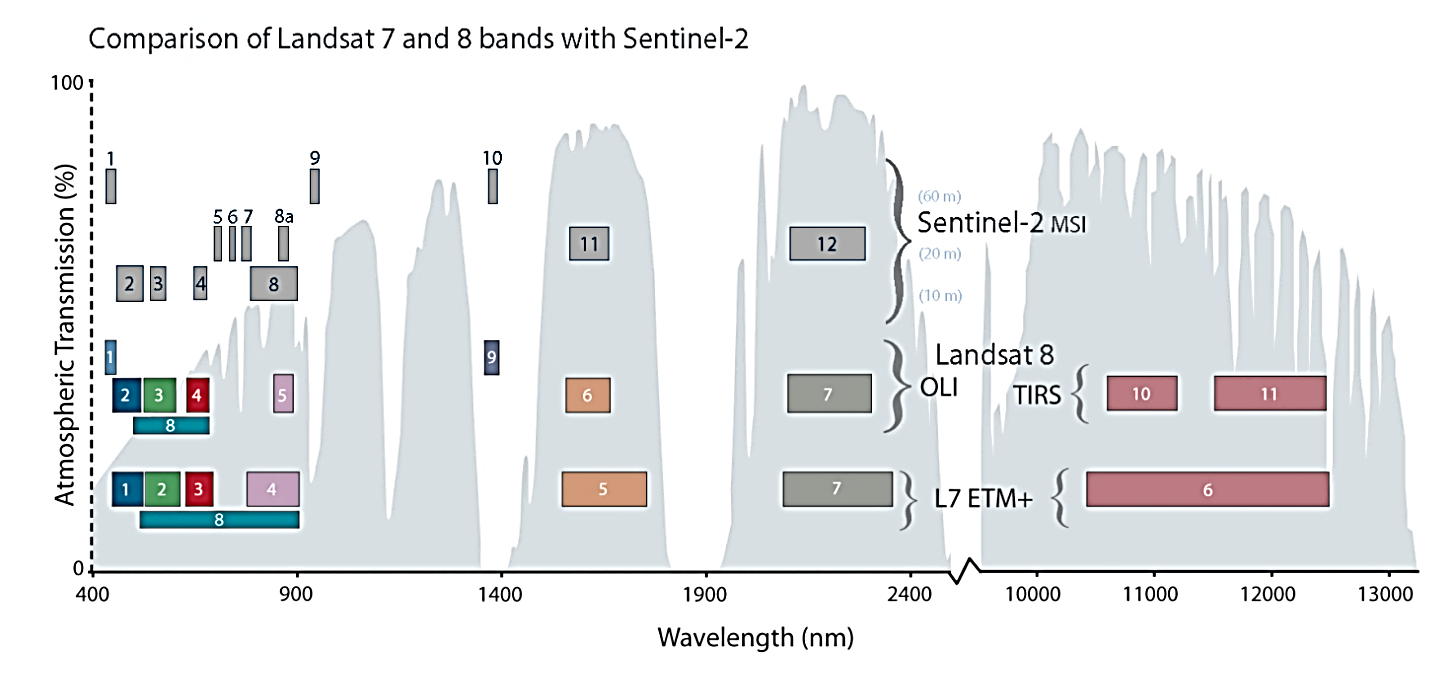 Comparison of Landsat 7 and 8 bands with Sentinel-2
100
Atmospheric Transmission (%)
0
1 9 10
(60 m)
Sentinel-2 MSI
5 6 7 8a
11 12
(20 m)
2 3 4 8
(10 m)
1 9
Landsat 8
OLI
2 3 4 5 6 7
TIRS
10 11
8
1 2 3 4 5 7
L7 ETM+
6
8
400 900 1400 1900 2400 10000 11000 12000 13000
Wavelength (nm)